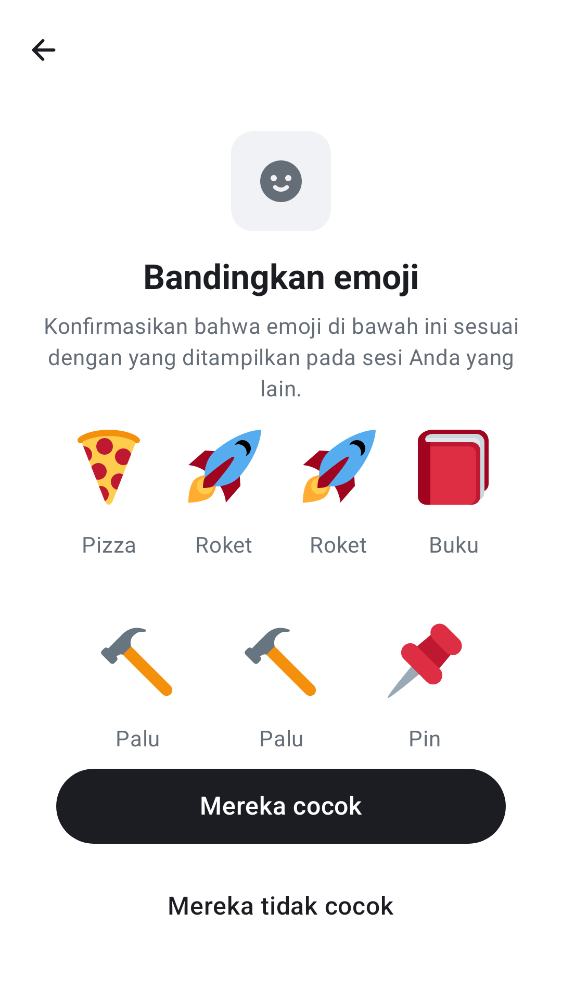 Bandingkan emoji
Konfirmasikan bahwa emoji di bawah ini sesuai
dengan yang ditampilkan pada sesi Anda yang
lain.
Pizza Roket Roket Buku
Palu Palu Pin
Mereka cocok
Mereka tidak cocok